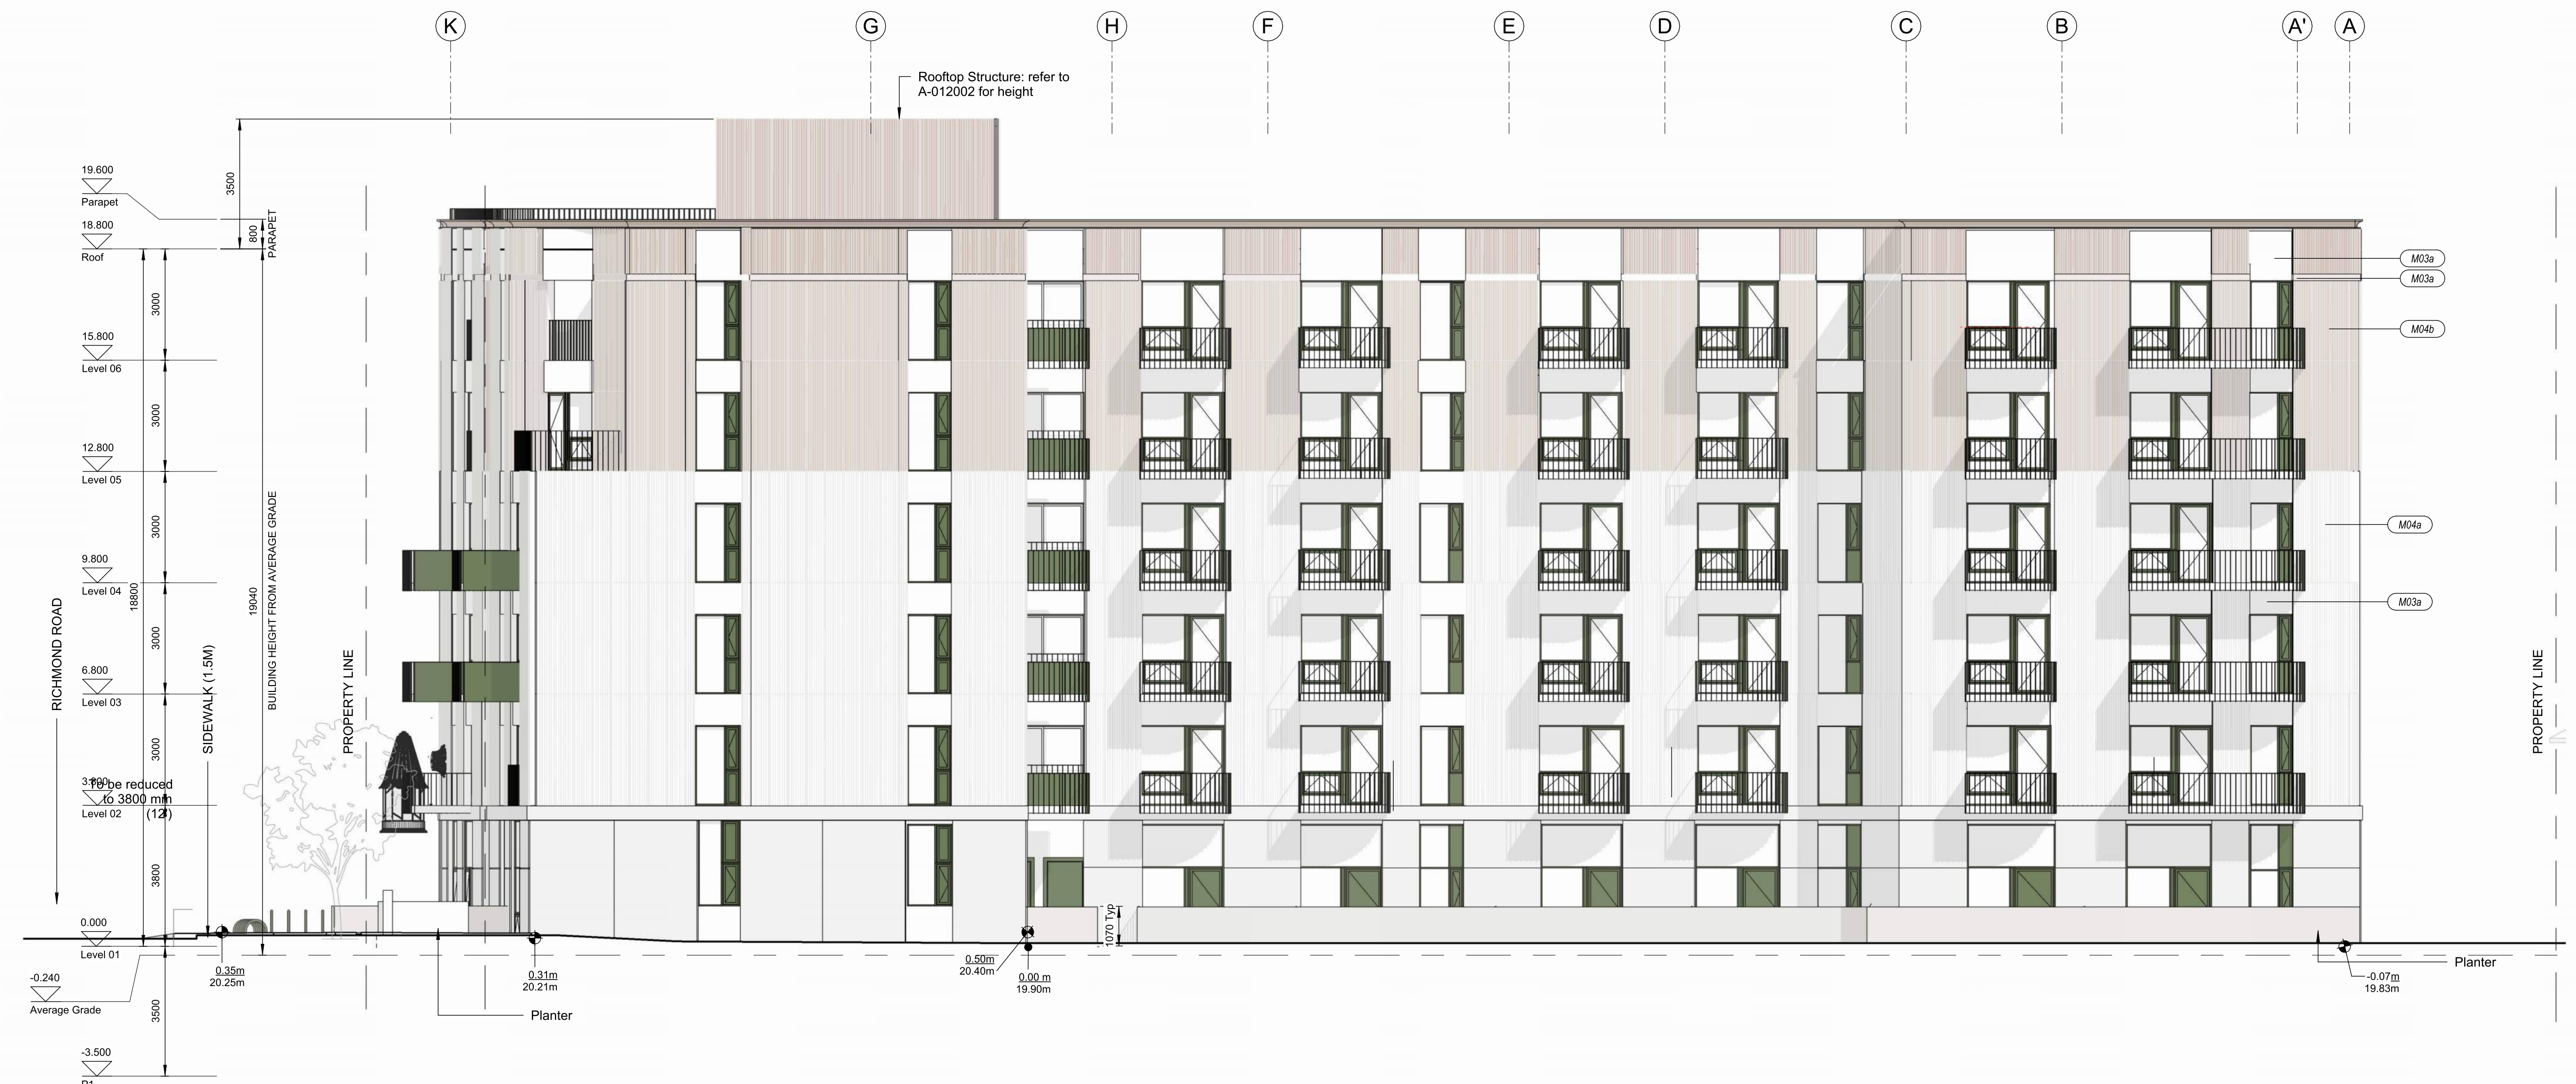 K
G
H
F
E
D
C
B
A'
A
Rooftop Structure: refer to
A-012002 for height
3500
19.600
Parapet
800
PARAPET
18.800
Roof
M03a
M03a
3000
M04b
15.800
Level 06
3000
12.800
Level 05
3000
M04a
9.800
Level 04
18800
19040
BUILDING HEIGHT FROM AVERAGE GRADE
M03a
3000
RICHMOND ROAD
SIDEWALK (1.5M)
PROPERTY LINE
PROPERTY LINE
6.800
Level 03
3000
To be reduced
to 3800 mm
Level 02
3800
1070 Typ
0.000
Level 01
0.35m
20.25m
0.31m
20.21m
0.50m
20.40m
0.00 m
19.90m
Planter
-0.07m
19.83m
-0.240
Average Grade
3500
Planter
-3.500